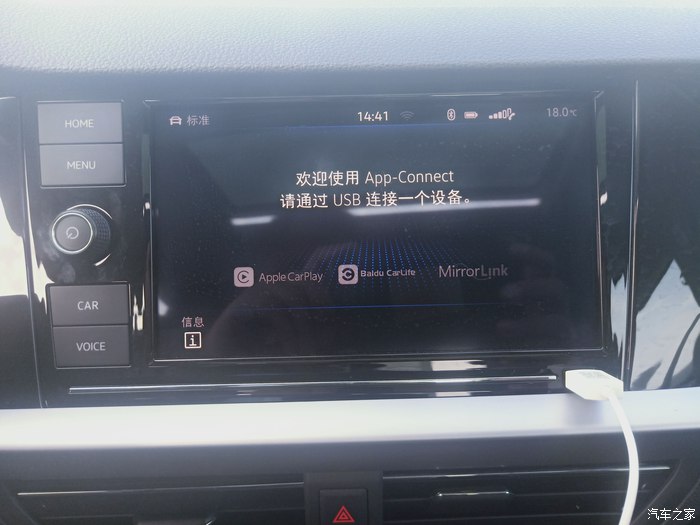 HOME
MENU
CAR
VOICE
标准
14:41
18.0℃
欢迎使用 App-Connect
请通过 USB 连接一个设备。
Apple CarPlay
Baidu CarLife
MirrorLink
信息
i
汽车之家